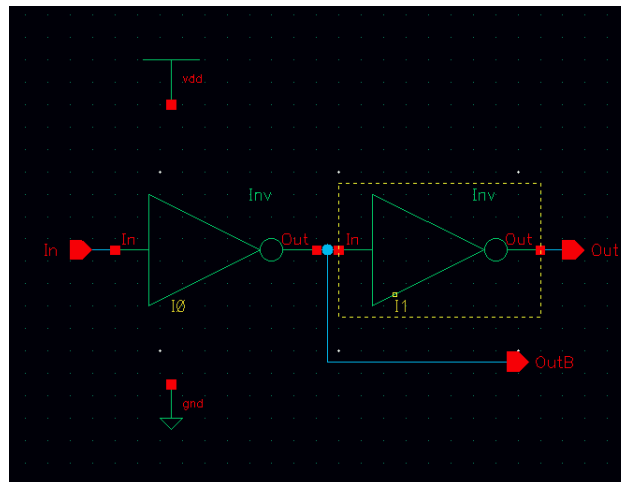 vdd
Inv Inv
In In Out In Out Out
I0 I1
OutB
gnd